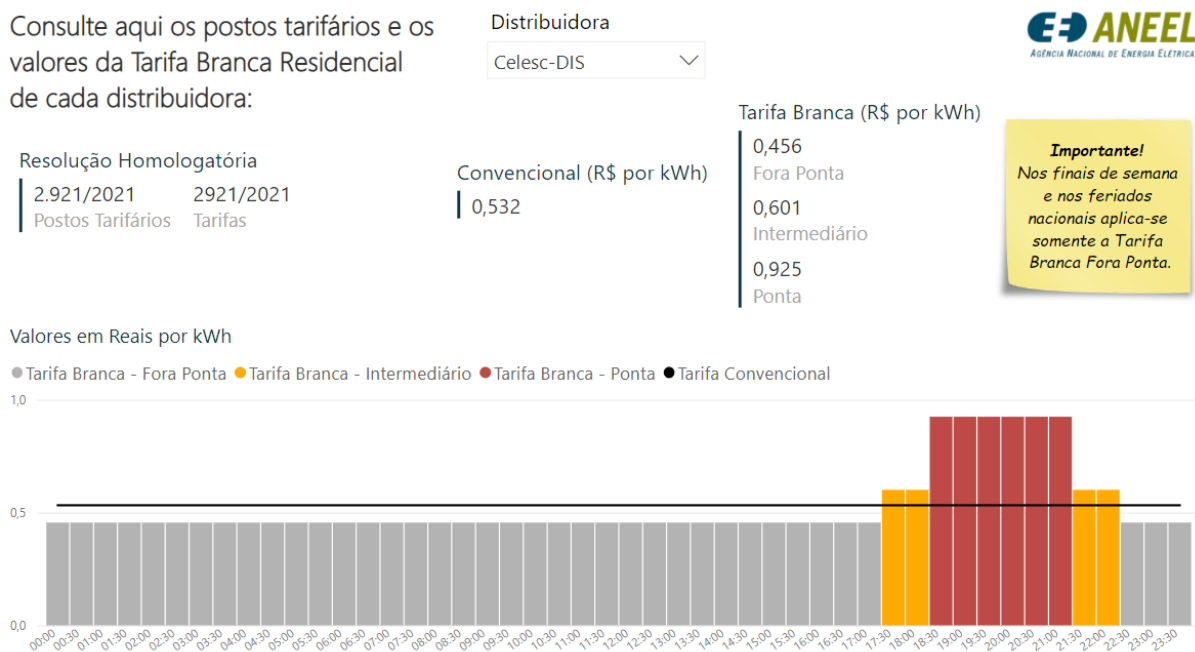 Consulte aqui os postos tarifários e os
valores da Tarifa Branca Residencial
de cada distribuidora:
Distribuidora
Celesc-DIS
ANEEL
AGÊNCIA NACIONAL DE ENERGIA ELÉTRICA
Resolução Homologatória
2.921/2021 2921/2021
Postos Tarifários Tarifas
Convencional (R$ por kWh)
0,532
Tarifa Branca (R$ por kWh)
0,456
Fora Ponta
0,601
Intermediário
0,925
Ponta
Importante!
Nos finais de semana
e nos feriados
nacionais aplica-se
somente a Tarifa
Branca Fora Ponta.
Valores em Reais por kWh
Tarifa Branca - Fora Ponta Tarifa Branca - Intermediário Tarifa Branca - Ponta Tarifa Convencional
1,0
0,5
0,0
00:00 00:30 01:00 01:30 02:00 02:30 03:00 03:30 04:00 04:30 05:00 05:30 06:00 06:30 07:00 07:30 08:00 08:30 09:00 09:30 10:00 10:30 11:00 11:30 12:00 12:30 13:00 13:30 14:00 14:30 15:00 15:30 16:00 16:30 17:00 17:30 18:00 18:30 19:00 19:30 20:00 20:30 21:00 21:30 22:00 22:30 23:00 23:30